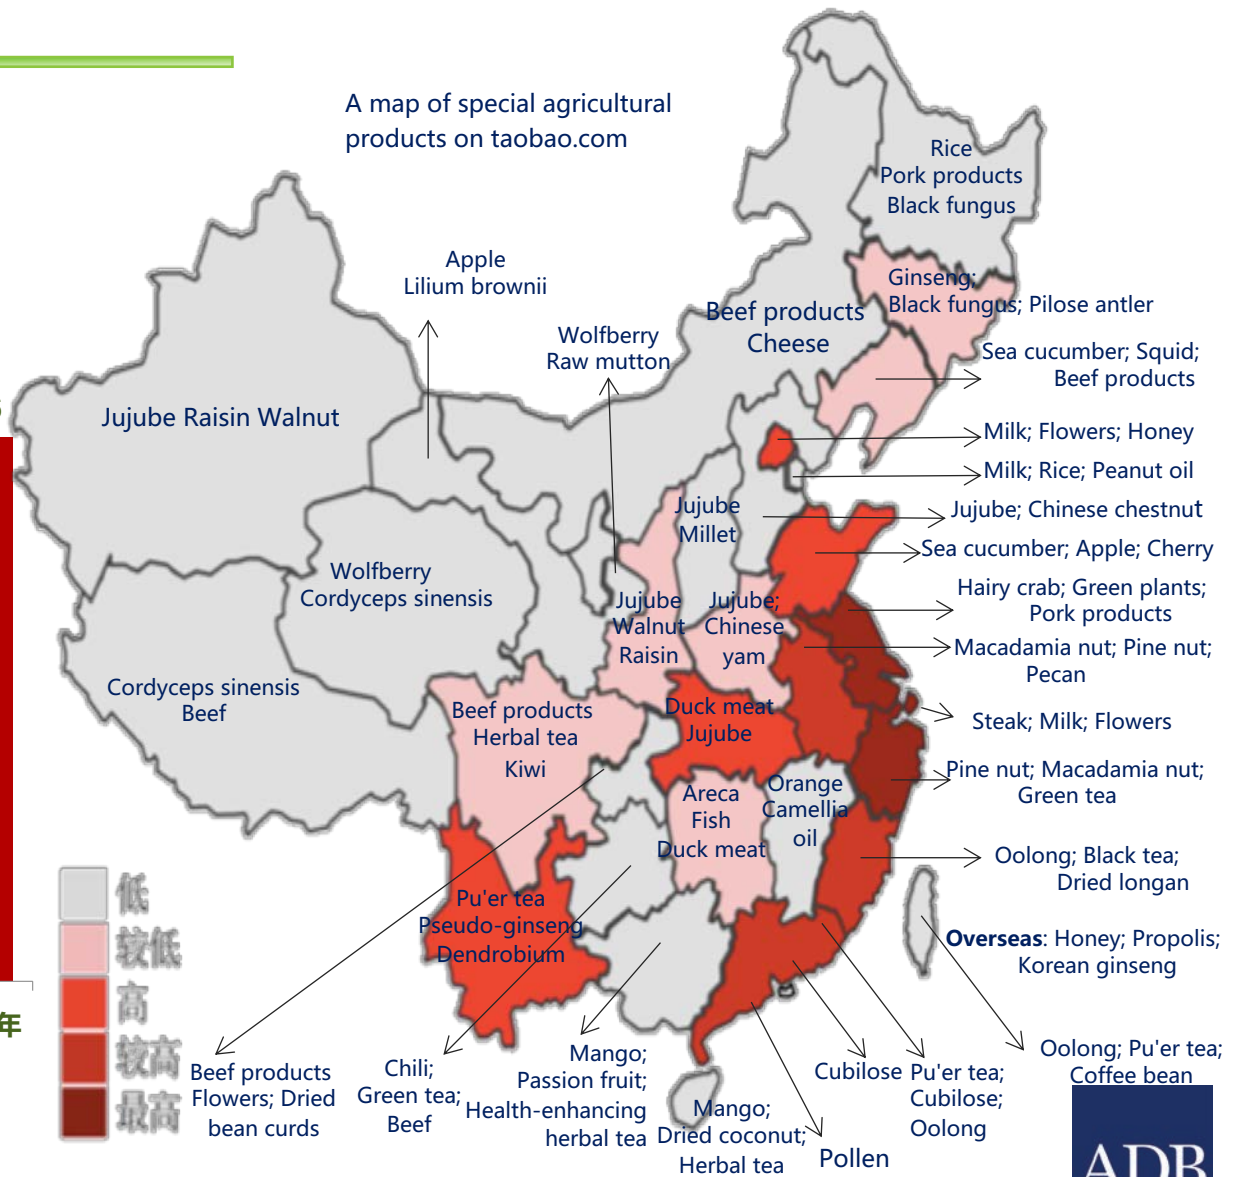 A map of special agricultural
products on taobao.com
Rice
Pork products
Black fungus
Apple
Lilium brownii
Ginseng;
Black fungus; Pilose antler
Beef products
Cheese
Wolfberry
Raw mutton
Sea cucumber; Squid;
Beef products
Jujube Raisin Walnut
Milk; Flowers; Honey
Milk; Rice; Peanut oil
Jujube
Millet
Jujube; Chinese chestnut
Sea cucumber; Apple; Cherry
Wolfberry
Cordyceps sinensis
Jujube
Walnut
Raisin
Jujube;
Chinese
yam
Hairy crab; Green plants;
Pork products
Macadamia nut; Pine nut;
Pecan
Cordyceps sinensis
Beef
Beef products
Herbal tea
Kiwi
Duck meat
Jujube
Steak; Milk; Flowers
Pine nut; Macadamia nut;
Green tea
Areca
Fish
Duck meat
Orange
Camellia
oil
Oolong; Black tea;
Dried longan
Pu'er tea
Pseudo-ginseng
Dendrobium
Overseas: Honey; Propolis;
Korean ginseng
低
较低
高
较高
最高
年
Beef products
Flowers; Dried
bean curds
Chili;
Green tea;
Beef
Mango;
Passion fruit;
Health-enhancing
herbal tea
Mango;
Dried coconut;
Herbal tea
Pollen
Cubilose
Pu'er tea;
Cubilose;
Oolong
Oolong; Pu'er tea;
Coffee bean
ADB